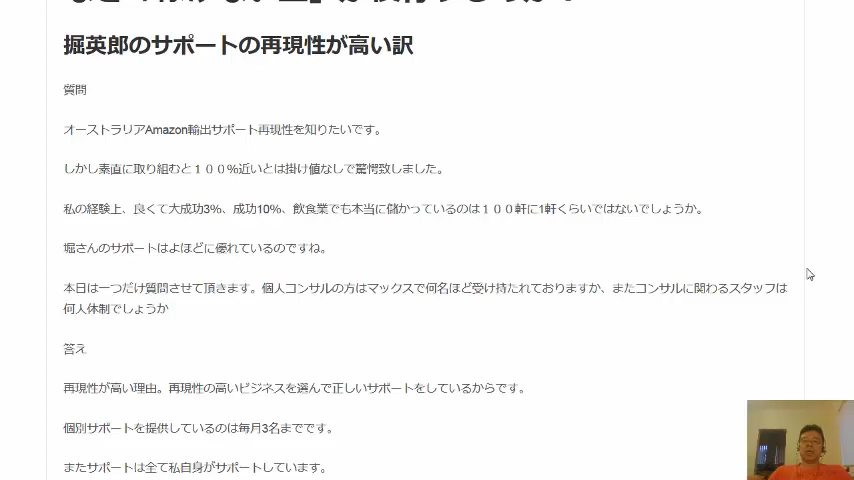 掘英郎のサポートの再現性が高い訳
質問
オーストラリアAmazon輸出サポート再現性を知りたいです。
しかし素直に取り組むと１００％近いとは掛け値なしで驚愕致しました。
私の経験上、良くて大成功3%、成功10%、飲食業でも本当に儲かっているのは１００軒に1軒くらいではないでしょうか。
堀さんのサポートはよほどに優れているのですね。
本日は一つだけ質問させて頂きます。個人コンサルの方はマックスで何名ほど受け持たれておりますか、またコンサルに関わるスタッフは
何人体制でしょうか
答え
再現性が高い理由。再現性の高いビジネスを選んで正しいサポートをしているからです。
個別サポートを提供しているのは毎月3名までです。
またサポートは全て私自身がサポートしています。